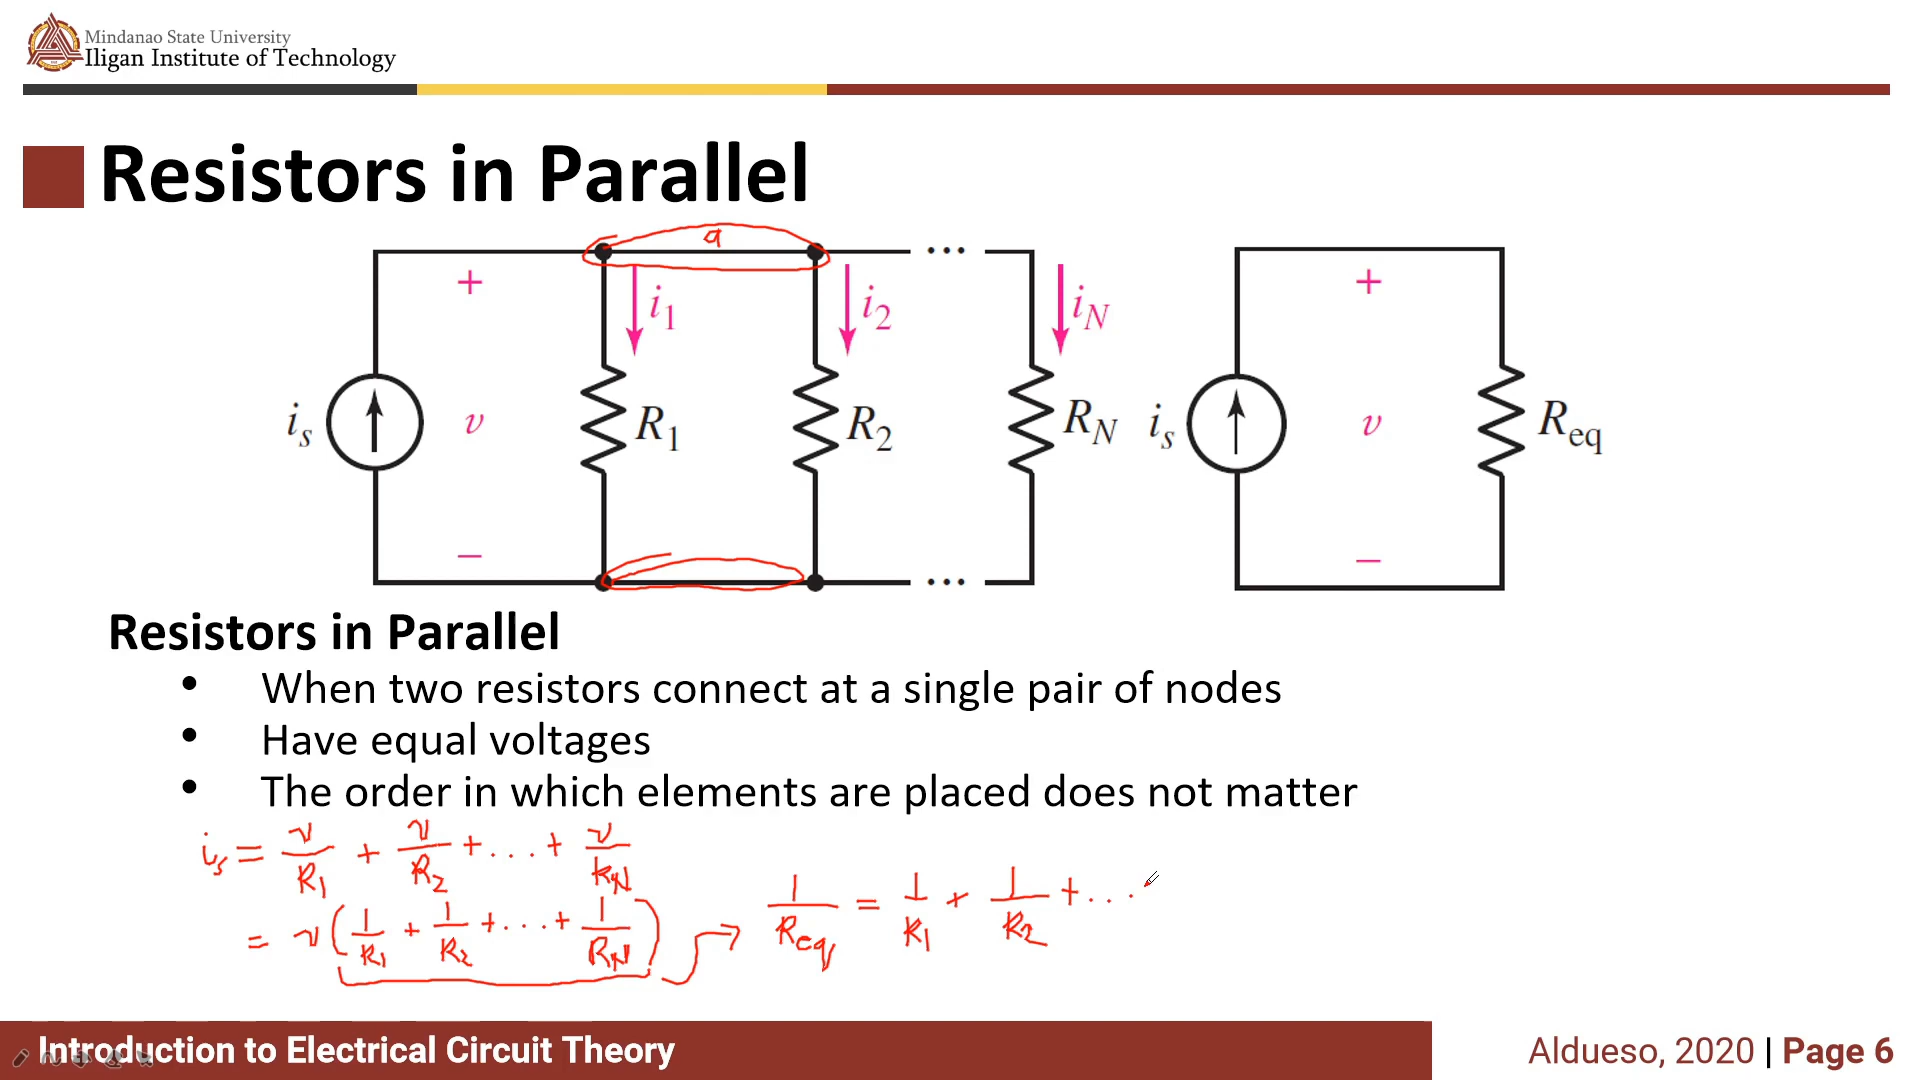 Mindanao State University
Iligan Institute of Technology
Resistors in Parallel
a
+ i1 i2 ... iN +
is v R1 R2 RN is v Req
− ... −
Resistors in Parallel
• When two resistors connect at a single pair of nodes
• Have equal voltages
• The order in which elements are placed does not matter
is = v/R1 + v/R2 + ... + v/RN
= v(1/R1 + 1/R2 + ... + 1/RN) → 1/Req = 1/R1 + 1/R2 + ...
Introduction to Electrical Circuit Theory
Aldueso, 2020 | Page 6